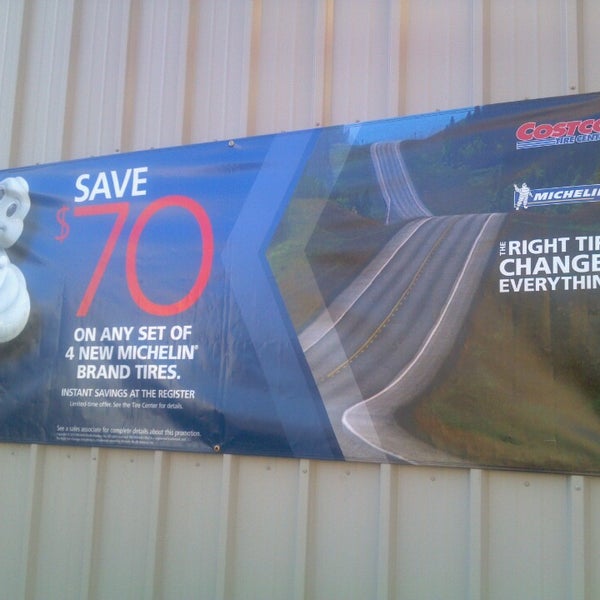 SAVE
$70
ON ANY SET OF
4 NEW MICHELIN®
BRAND TIRES.
INSTANT SAVINGS AT THE REGISTER
Limited-time offer. See the Tire Center for details.
See a sales associate for complete details about this promotion.
COSTCO
TIRE CENT
MICHELIN
THE RIGHT TIR
CHANGE
EVERYTHIN